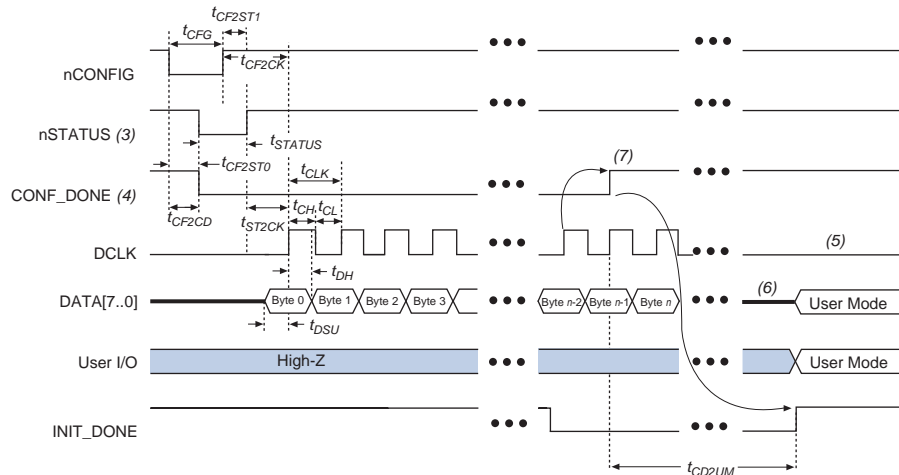 tCF2ST1
tCFG
tCF2CK
nCONFIG
nSTATUS (3)
tSTATUS
tCF2ST0
tCLK
(7)
CONF_DONE (4)
tCF2CD
tST2CK
tCH
tCL
DCLK
(5)
tDH
DATA[7..0]
Byte 0
Byte 1
Byte 2
Byte 3
Byte n-2
Byte n-1
Byte n
(6)
User Mode
tDSU
User I/O
High-Z
User Mode
INIT_DONE
tCD2UM